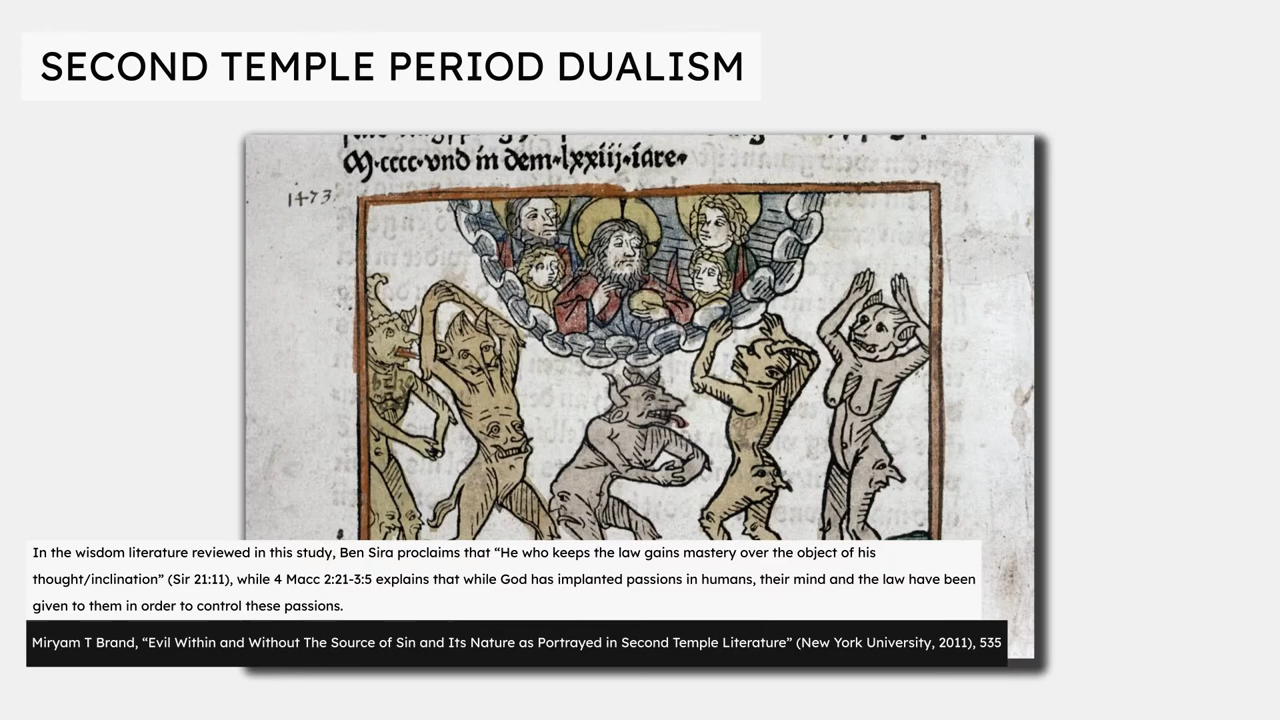 SECOND TEMPLE PERIOD DUALISM
M·cccc·vnd in dem·lxxiij·iare·
1473.
In the wisdom literature reviewed in this study, Ben Sira proclaims that “He who keeps the law gains mastery over the object of his
thought/inclination” (Sir 21:11), while 4 Macc 2:21-3:5 explains that while God has implanted passions in humans, their mind and the law have been
given to them in order to control these passions.
Miryam T Brand, “Evil Within and Without The Source of Sin and Its Nature as Portrayed in Second Temple Literature” (New York University, 2011), 535